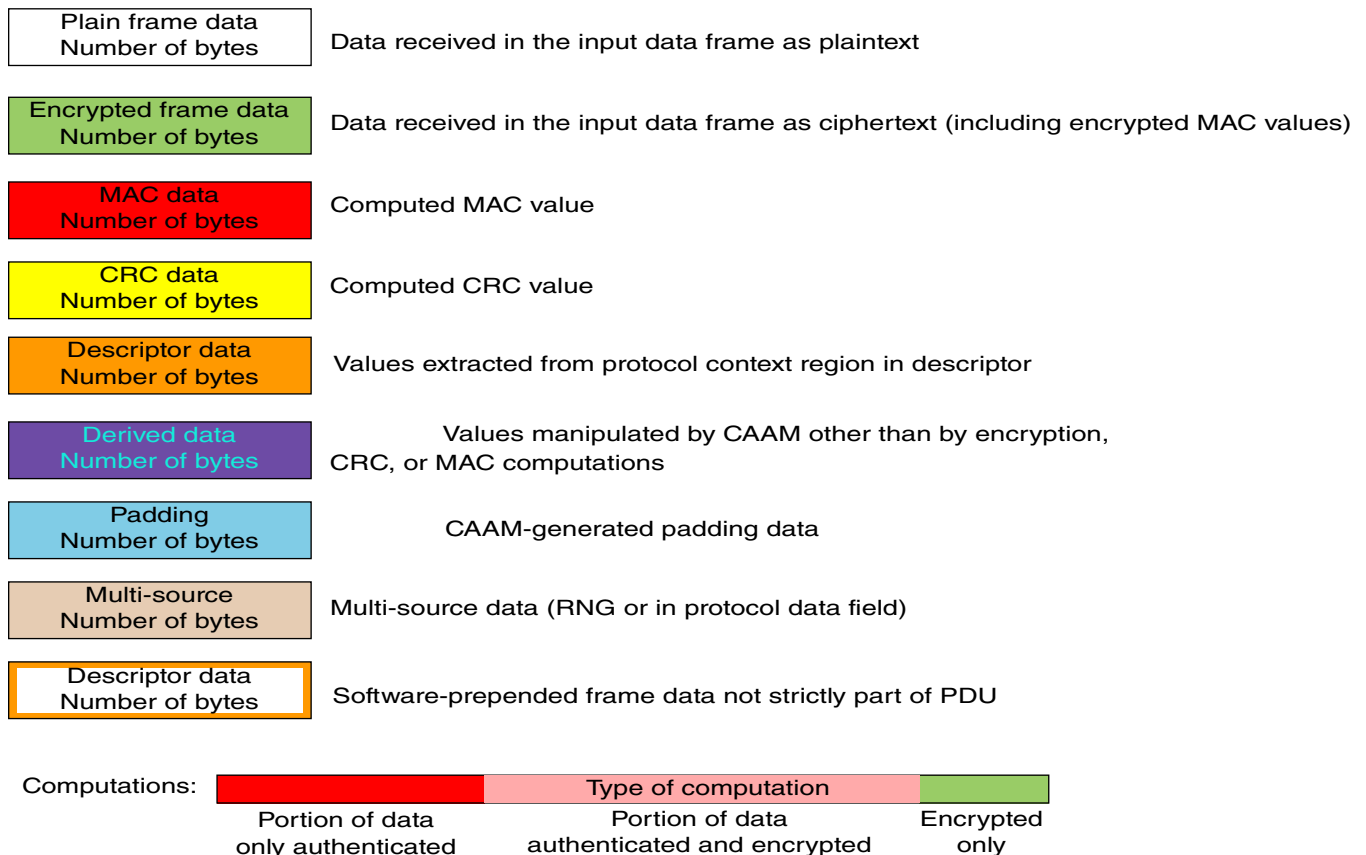 Plain frame data
Number of bytes
Data received in the input data frame as plaintext
Encrypted frame data
Number of bytes
Data received in the input data frame as ciphertext (including encrypted MAC values)
MAC data
Number of bytes
Computed MAC value
CRC data
Number of bytes
Computed CRC value
Descriptor data
Number of bytes
Values extracted from protocol context region in descriptor
Derived data
Number of bytes
Values manipulated by CAAM other than by encryption,
CRC, or MAC computations
Padding
Number of bytes
CAAM-generated padding data
Multi-source
Number of bytes
Multi-source data (RNG or in protocol data field)
Descriptor data
Number of bytes
Software-prepended frame data not strictly part of PDU
Computations:
Type of computation
Portion of data
only authenticated
Portion of data
authenticated and encrypted
Encrypted
only